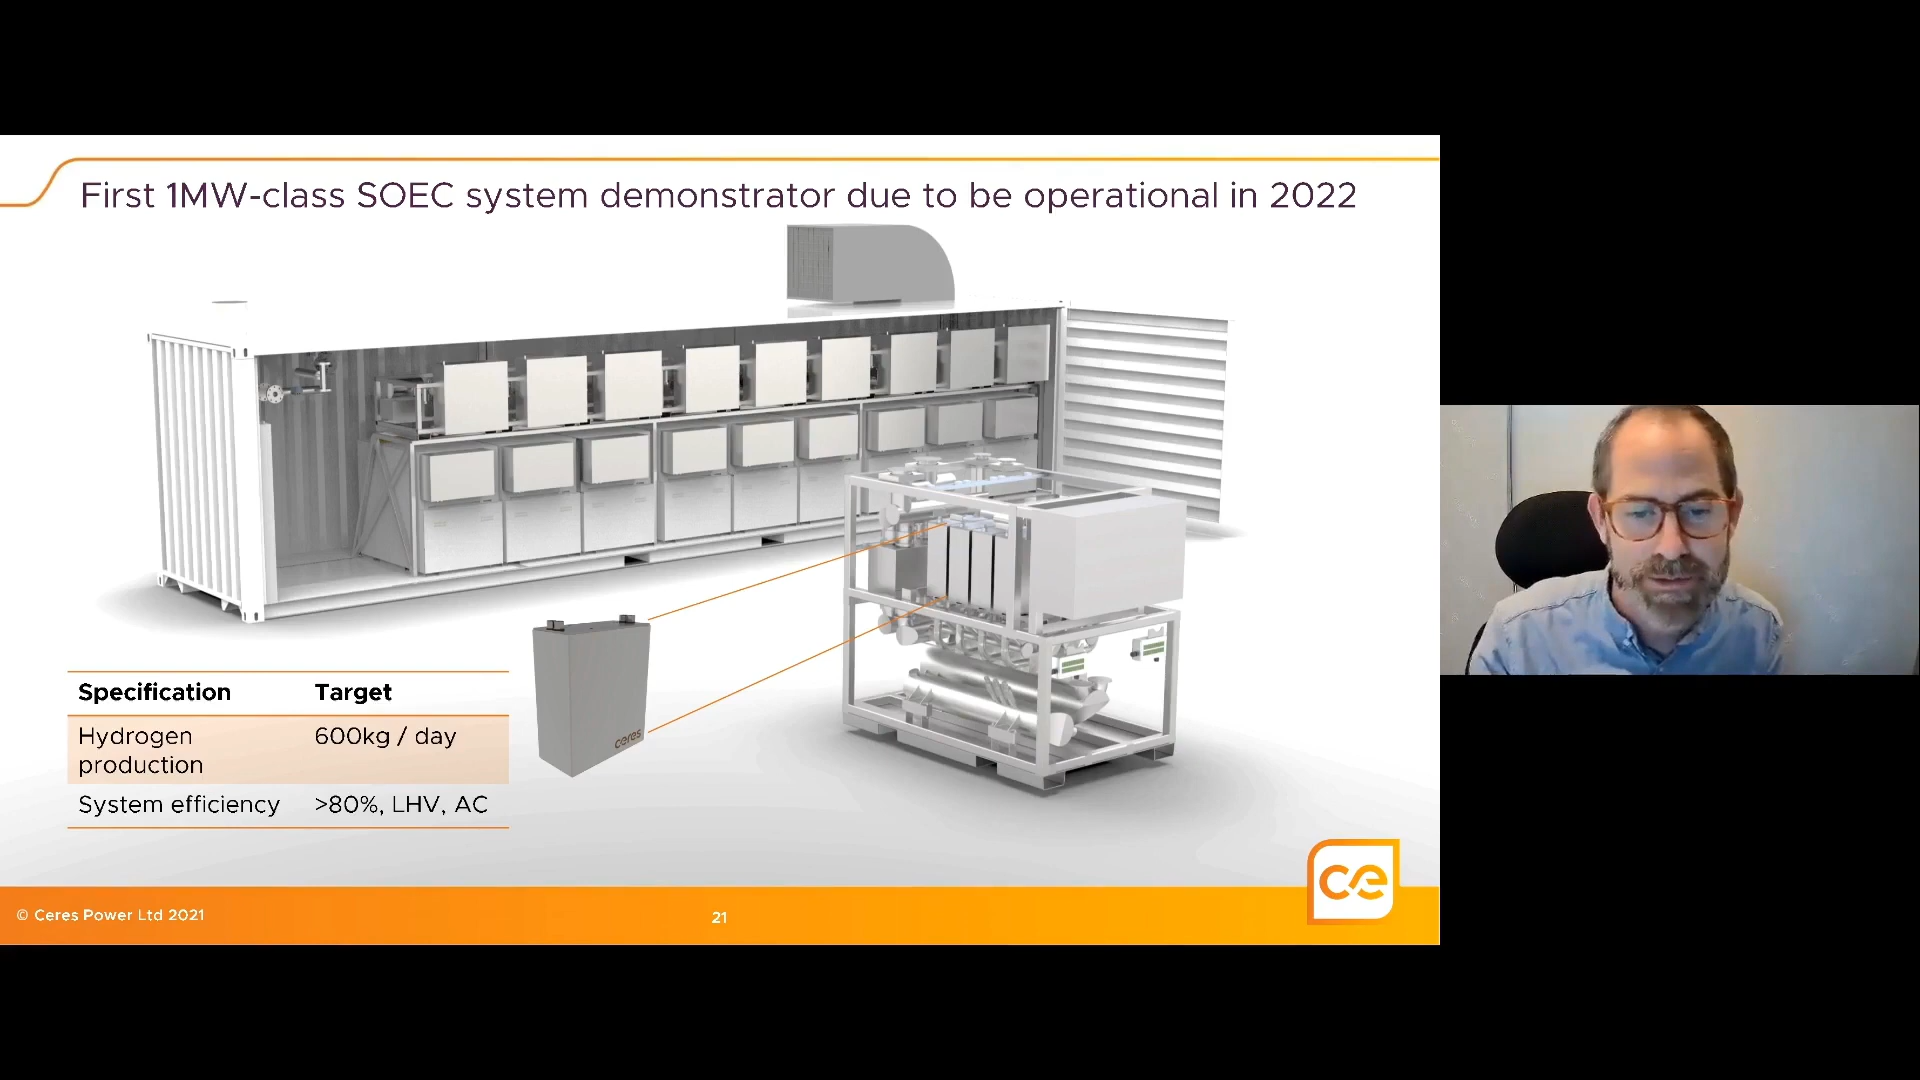 First 1MW-class SOEC system demonstrator due to be operational in 2022
ceres
Specification Target
Hydrogen 600kg / day
production
System efficiency >80%, LHV, AC
© Ceres Power Ltd 2021
21
ce